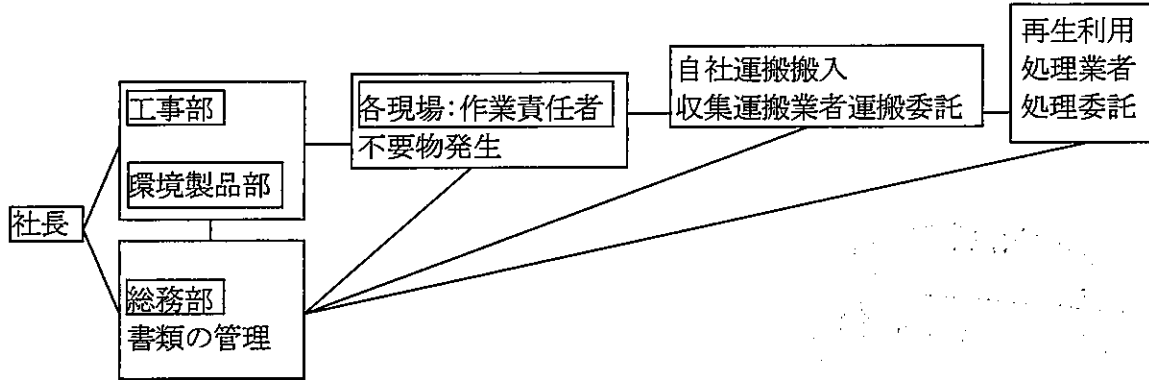 社長
工事部
環境製品部
総務部
書類の管理
各現場:作業責任者
不要物発生
自社運搬搬入
収集運搬業者運搬委託
再生利用
処理業者
処理委託